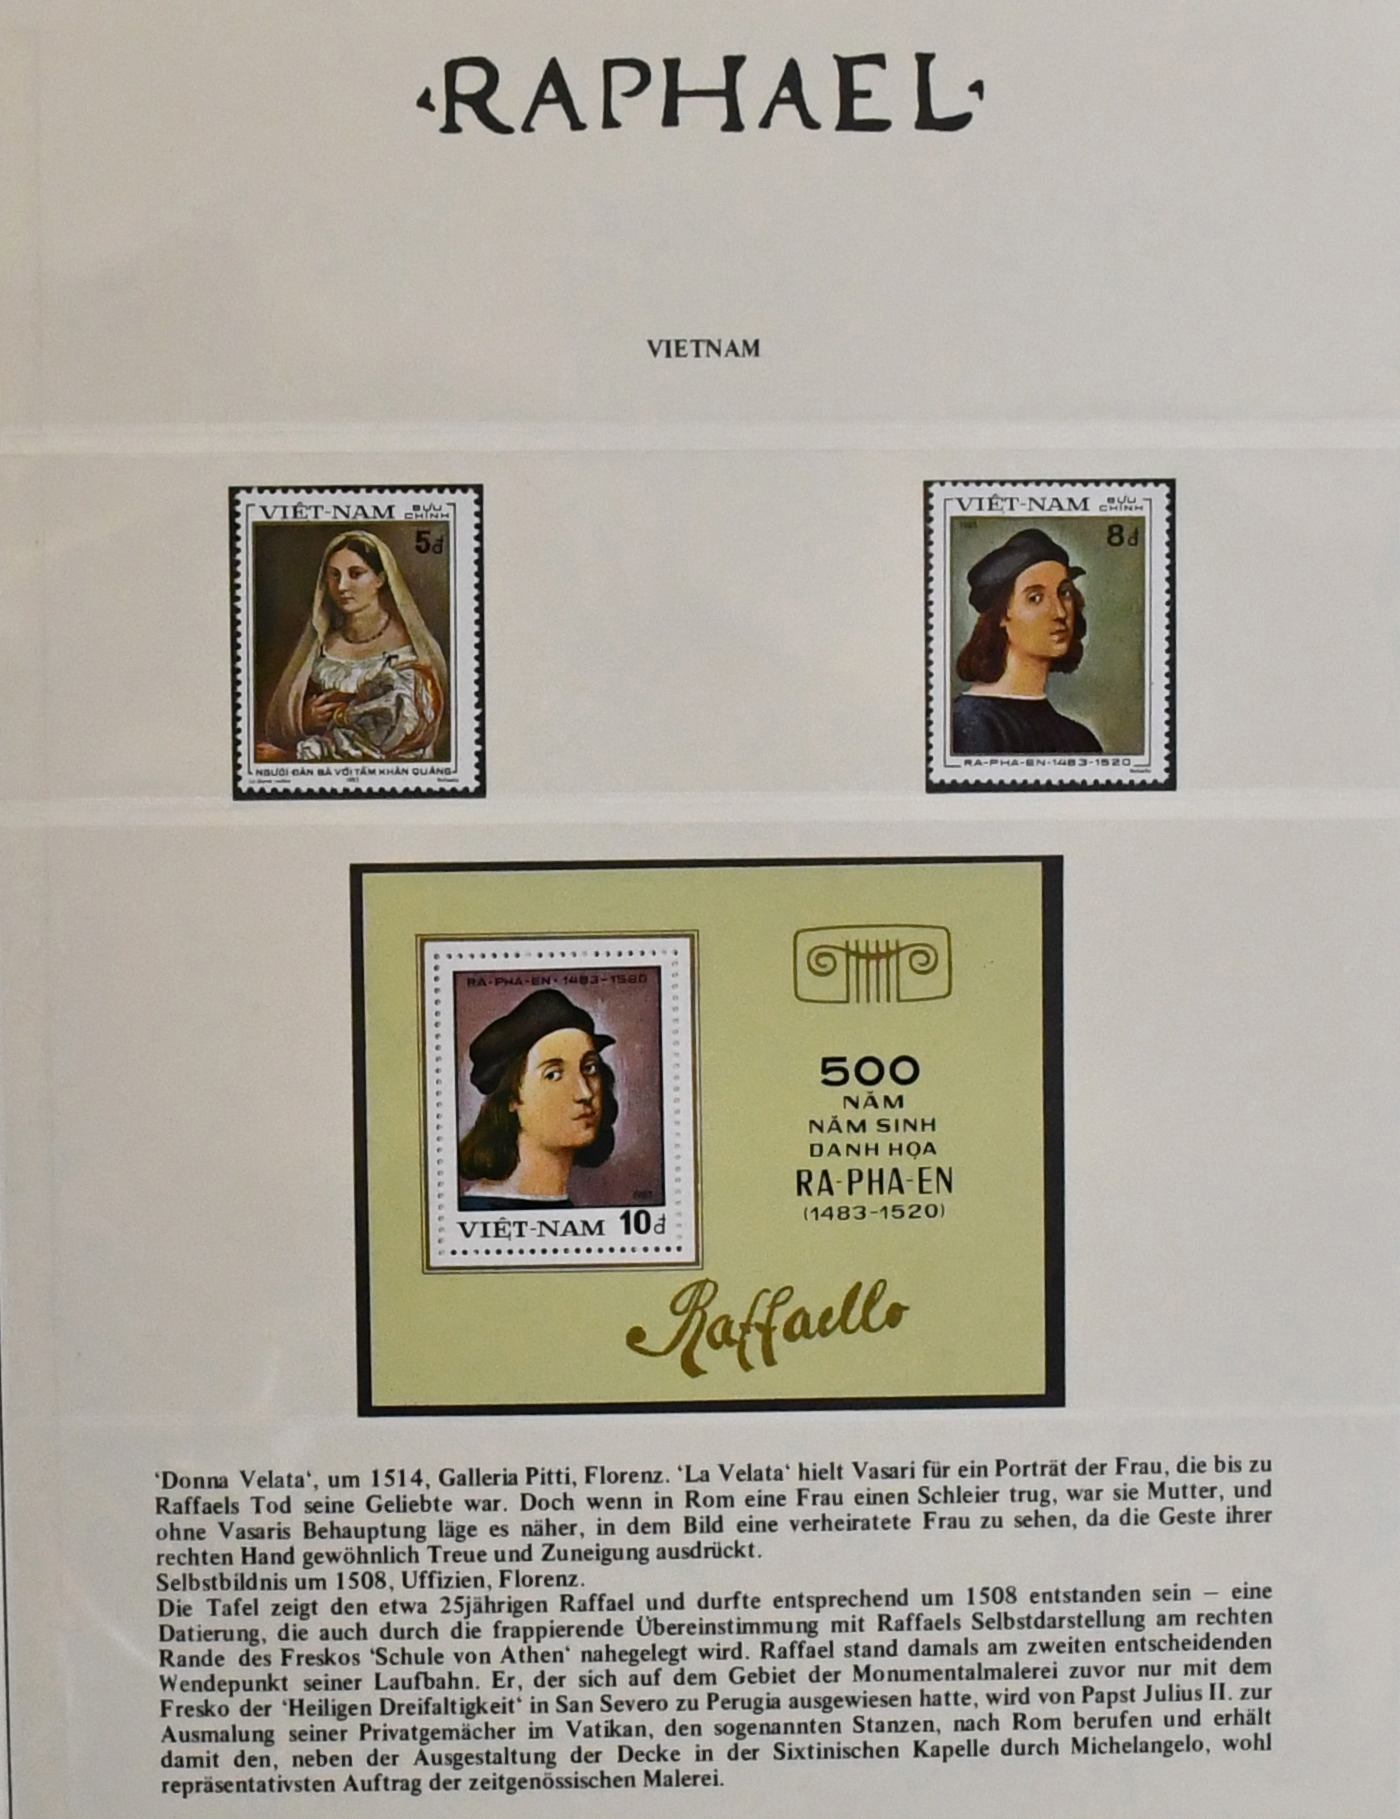 RAPHAEL
VIETNAM
VIỆT-NAM BƯU CHÍNH
5đ
NGƯỜI ĐÀN BÀ VỚI TẤM KHĂN QUÀNG
1983
VIỆT-NAM BƯU CHÍNH
1983 8đ
RA-PHA-EN-1483-1520
Raffaello
RA-PHA-EN·1483-1520
1983
VIỆT-NAM 10đ
500
NĂM
NĂM SINH
DANH HỌA
RA-PHA-EN
(1483-1520)
Raffaello
‘Donna Velata‘, um 1514, Galleria Pitti, Florenz. ‘La Velata‘ hielt Vasari für ein Porträt der Frau, die bis zu
Raffaels Tod seine Geliebte war. Doch wenn in Rom eine Frau einen Schleier trug, war sie Mutter, und
ohne Vasaris Behauptung läge es näher, in dem Bild eine verheiratete Frau zu sehen, da die Geste ihrer
rechten Hand gewöhnlich Treue und Zuneigung ausdrückt.
Selbstbildnis um 1508, Uffizien, Florenz.
Die Tafel zeigt den etwa 25jährigen Raffael und durfte entsprechend um 1508 entstanden sein – eine
Datierung, die auch durch die frappierende Übereinstimmung mit Raffaels Selbstdarstellung am rechten
Rande des Freskos ‘Schule von Athen‘ nahegelegt wird. Raffael stand damals am zweiten entscheidenden
Wendepunkt seiner Laufbahn. Er, der sich auf dem Gebiet der Monumentalmalerei zuvor nur mit dem
Fresko der ‘Heiligen Dreifaltigkeit‘ in San Severo zu Perugia ausgewiesen hatte, wird von Papst Julius II. zur
Ausmalung seiner Privatgemächer im Vatikan, den sogenannten Stanzen, nach Rom berufen und erhält
damit den, neben der Ausgestaltung der Decke in der Sixtinischen Kapelle durch Michelangelo, wohl
repräsentativsten Auftrag der zeitgenössischen Malerei.